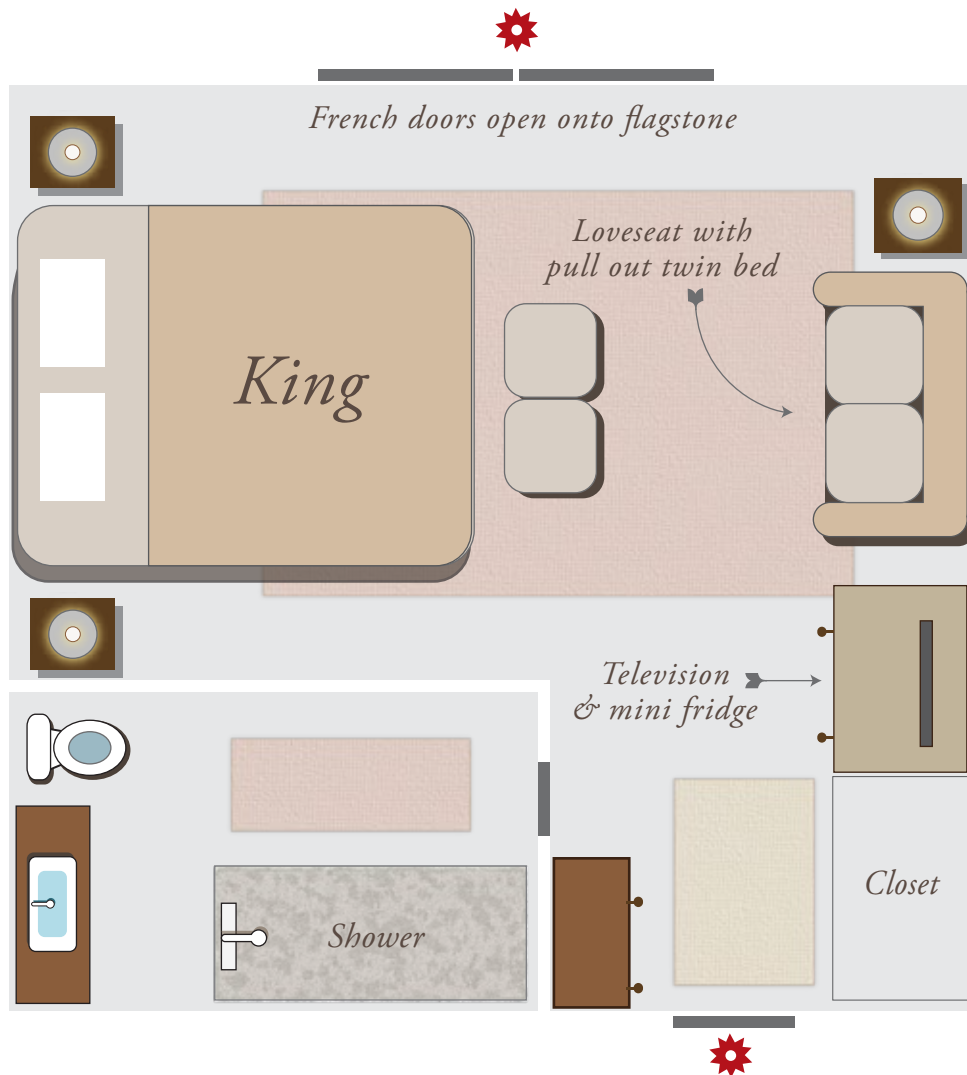 French doors open onto flagstone
Loveseat with
pull out twin bed
King
Television
& mini fridge
Closet
Shower